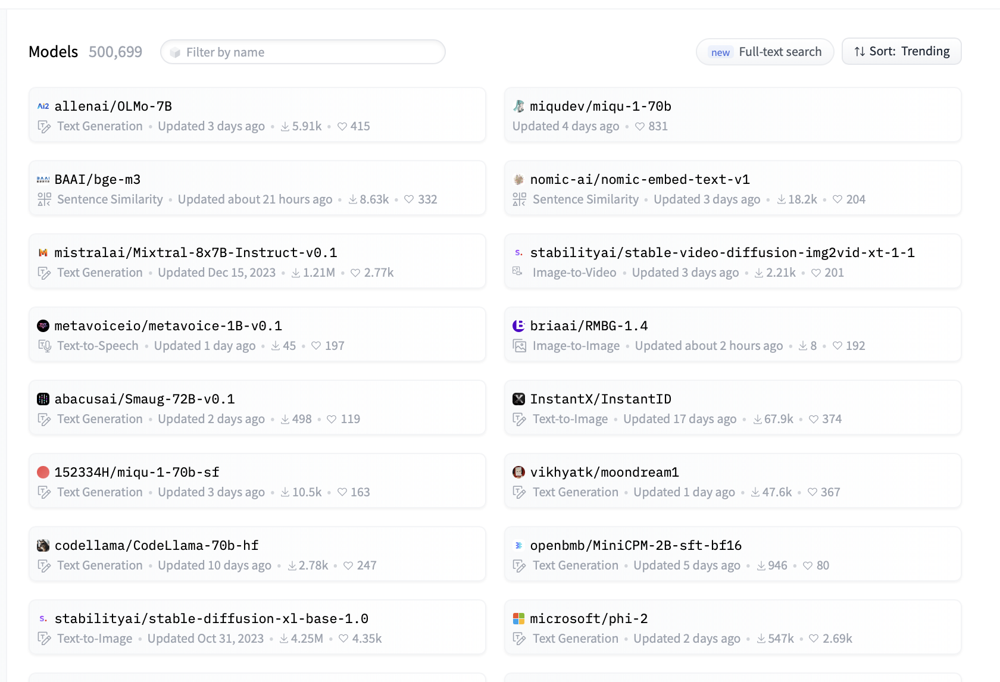 Models 500,699 Filter by name new Full-text search Sort: Trending
allenai/OLMo-7B
Text Generation • Updated 3 days ago • 5.91k • 415
miqudev/miqu-1-70b
Updated 4 days ago • 831
BAAI/bge-m3
Sentence Similarity • Updated about 21 hours ago • 8.63k • 332
nomic-ai/nomic-embed-text-v1
Sentence Similarity • Updated 3 days ago • 18.2k • 204
mistralai/Mixtral-8x7B-Instruct-v0.1
Text Generation • Updated Dec 15, 2023 • 1.21M • 2.77k
stabilityai/stable-video-diffusion-img2vid-xt-1-1
Image-to-Video • Updated 3 days ago • 2.21k • 201
metavoiceio/metavoice-1B-v0.1
Text-to-Speech • Updated 1 day ago • 45 • 197
briaai/RMBG-1.4
Image-to-Image • Updated about 2 hours ago • 8 • 192
abacusai/Smaug-72B-v0.1
Text Generation • Updated 2 days ago • 498 • 119
InstantX/InstantID
Text-to-Image • Updated 17 days ago • 67.9k • 374
152334H/miqu-1-70b-sf
Text Generation • Updated 3 days ago • 10.5k • 163
vikhyatk/moondream1
Text Generation • Updated 1 day ago • 47.6k • 367
codellama/CodeLlama-70b-hf
Text Generation • Updated 10 days ago • 2.78k • 247
openbmb/MiniCPM-2B-sft-bf16
Text Generation • Updated 5 days ago • 946 • 80
stabilityai/stable-diffusion-xl-base-1.0
Text-to-Image • Updated Oct 31, 2023 • 4.25M • 4.35k
microsoft/phi-2
Text Generation • Updated 2 days ago • 547k • 2.69k